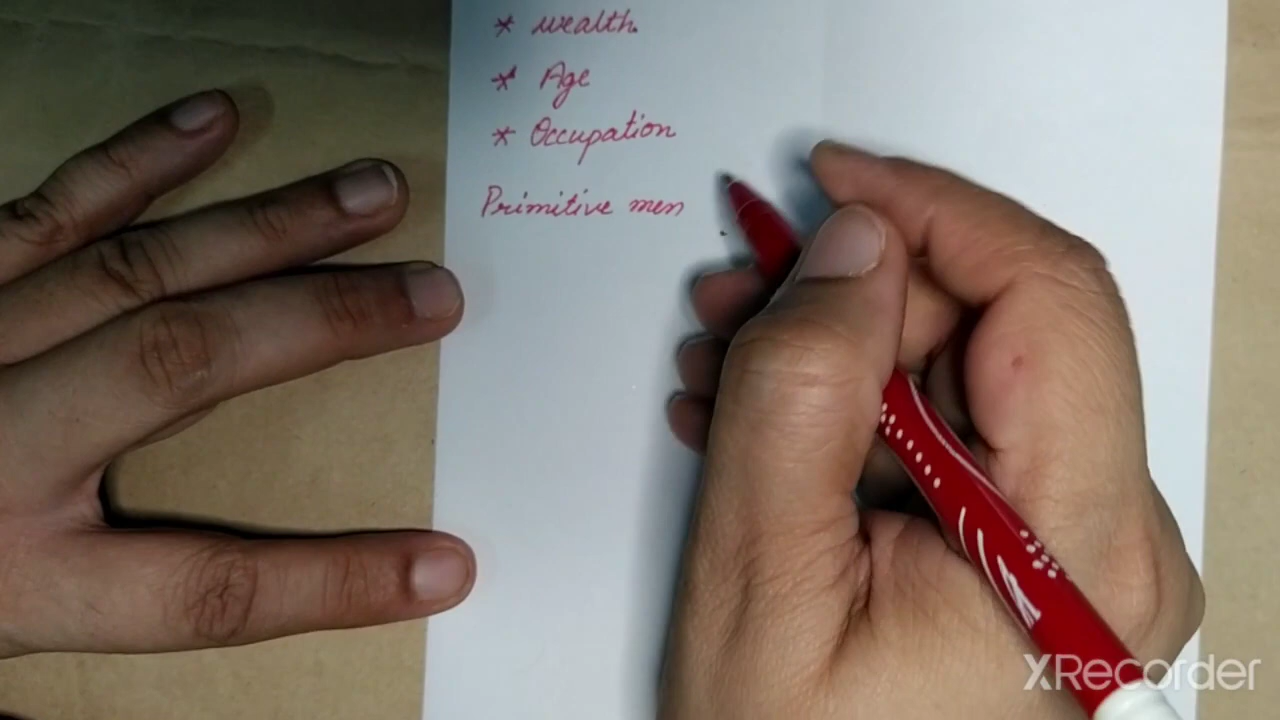 * wealth.
* Age
* Occupation
Primitive men
XRecorder